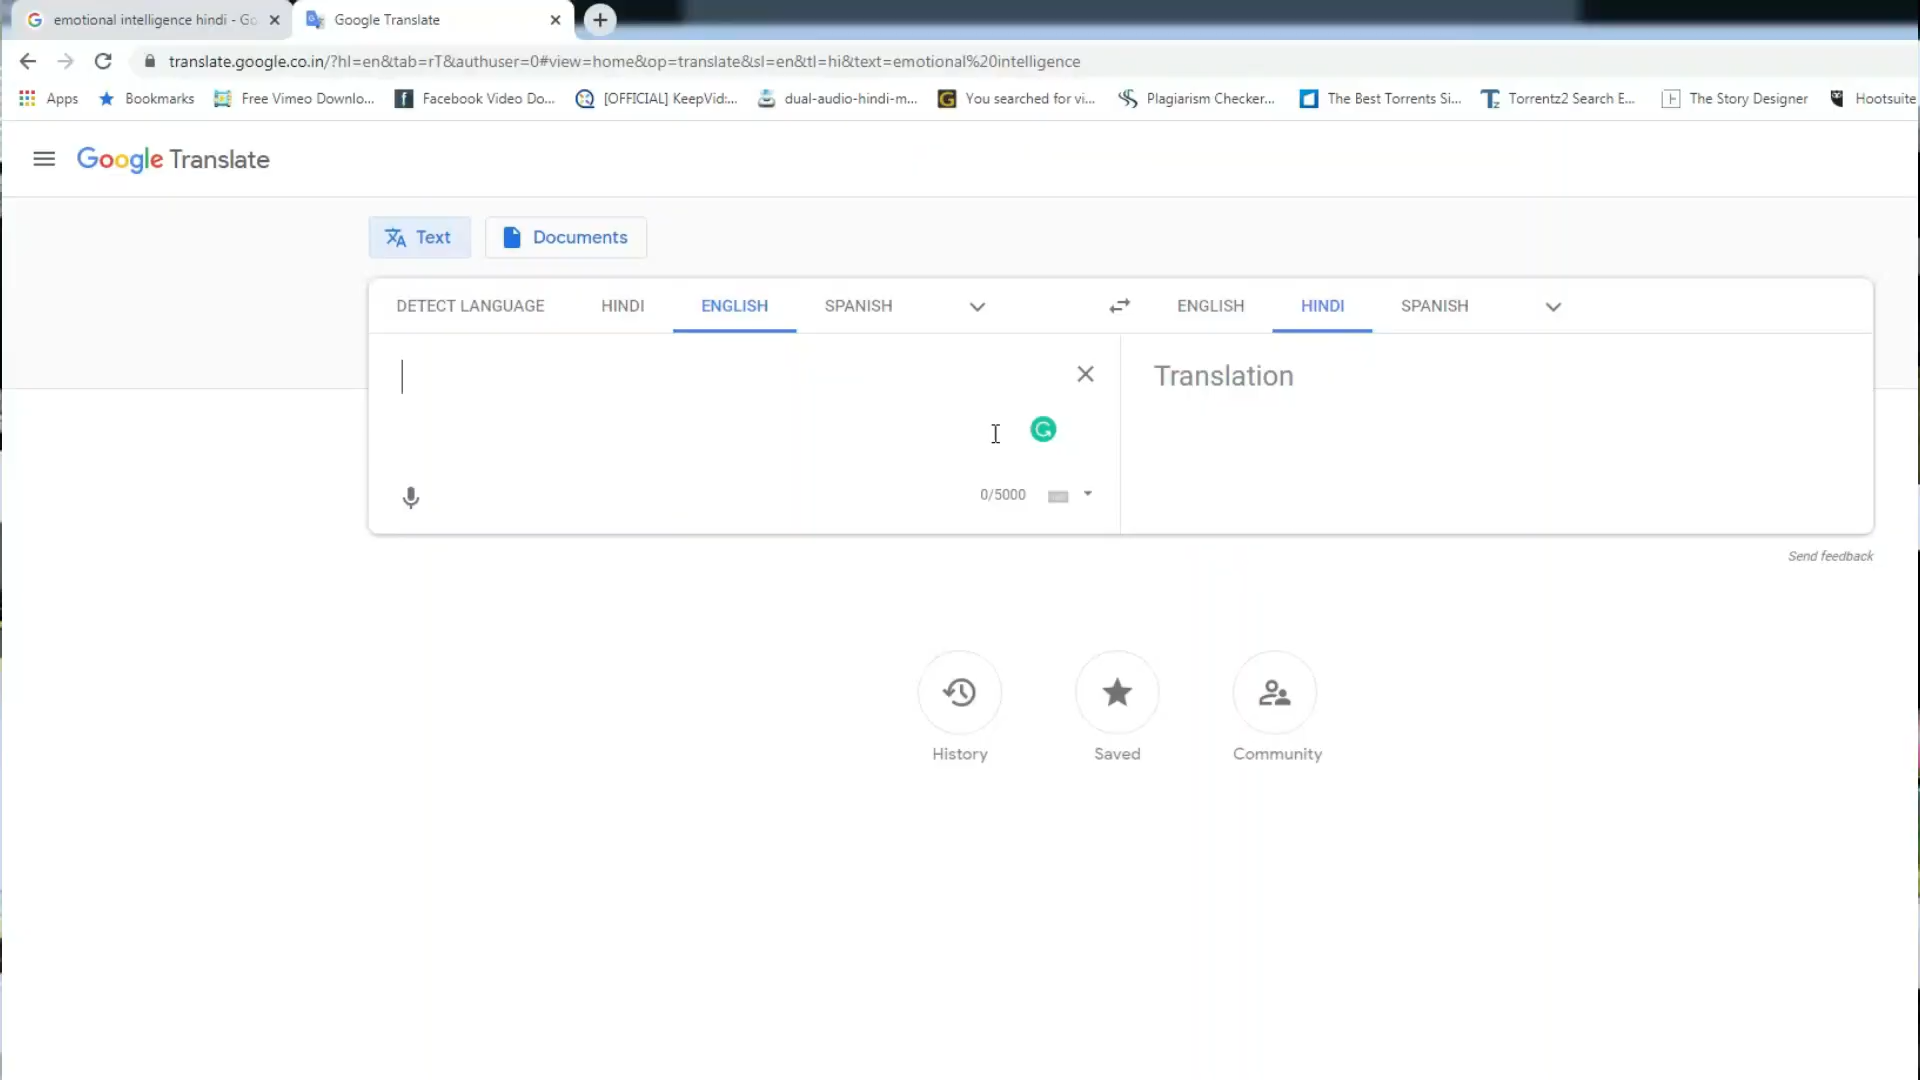 emotional intelligence hindi - Go
Google Translate
translate.google.co.in/?hl=en&tab=rT&authuser=0#view=home&op=translate&sl=en&tl=hi&text=emotional%20intelligence
Apps
Bookmarks
Free Vimeo Downlo...
Facebook Video Do...
[OFFICIAL] KeepVid:...
dual-audio-hindi-m...
You searched for vi...
Plagiarism Checker...
The Best Torrents Si...
Torrentz2 Search E...
The Story Designer
Hootsuite
Google Translate
Text
Documents
DETECT LANGUAGE
HINDI
ENGLISH
SPANISH
ENGLISH
HINDI
SPANISH
Translation
0/5000
Send feedback
History
Saved
Community